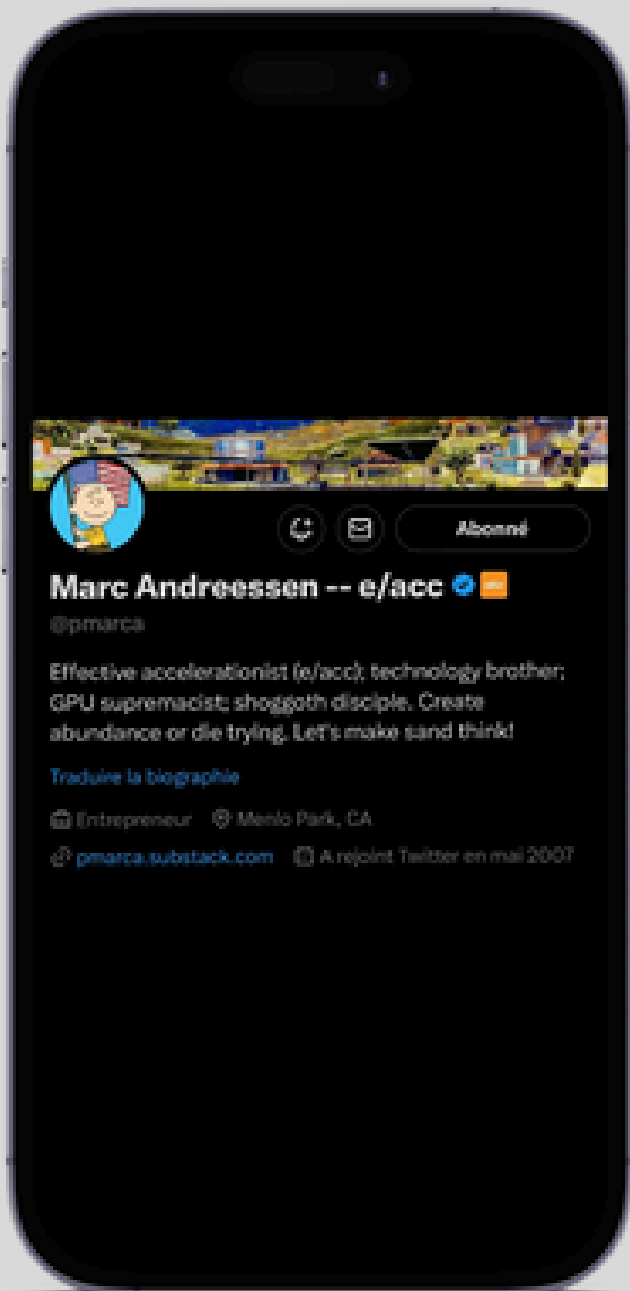 Abonné
Marc Andreessen -- e/acc
@pmarca
Effective accelerationist (e/acc); technology brother;
GPU supremacist; shoggoth disciple. Create
abundance or die trying. Let's make sand think!
Traduire la biographie
Entrepreneur Menlo Park, CA
pmarca.substack.com A rejoint Twitter en mai 2007